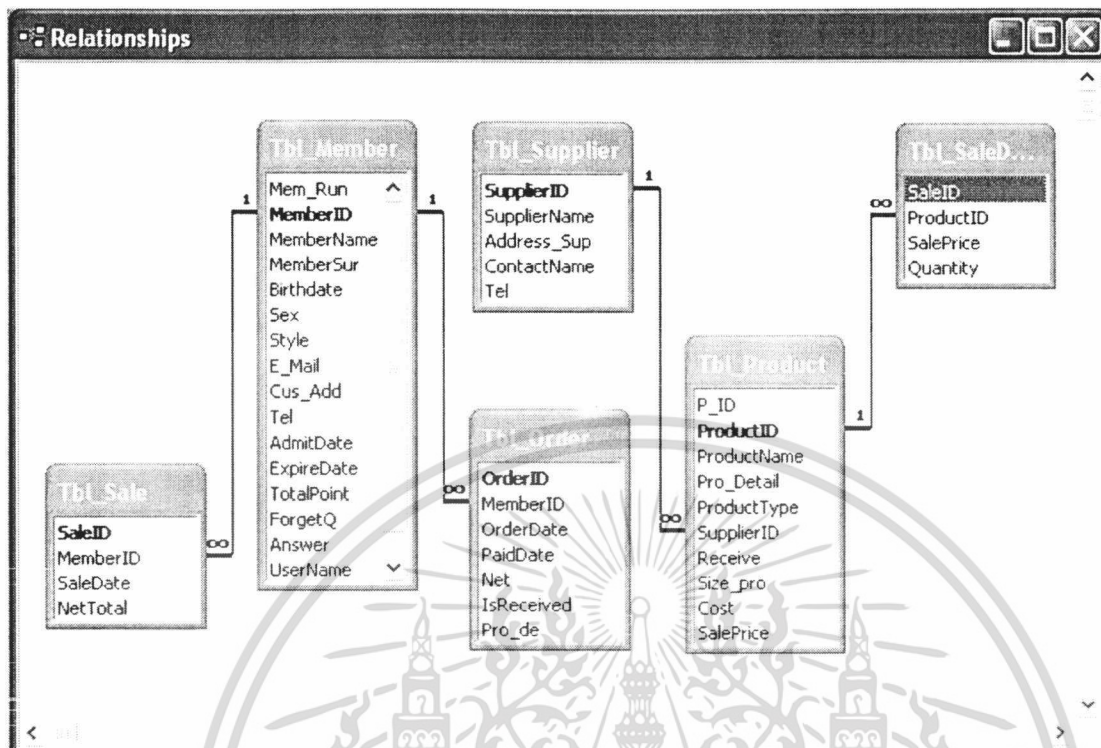 Relationships
Tbl_Member
Mem_Run
MemberID
MemberName
MemberSur
Birthdate
Sex
Style
E_Mail
Cus_Add
Tel
AdmitDate
ExpireDate
TotalPoint
ForgetQ
Answer
UserName
Tbl_Supplier
SupplierID
SupplierName
Address_Sup
ContactName
Tel
Tbl_SaleD...
SaleID
ProductID
SalePrice
Quantity
Tbl_Product
P_ID
ProductID
ProductName
Pro_Detail
ProductType
SupplierID
Receive
Size_pro
Cost
SalePrice
Tbl_Order
OrderID
MemberID
OrderDate
PaidDate
Net
IsReceived
Pro_de
Tbl_Sale
SaleID
MemberID
SaleDate
NetTotal
1
1
1
1
∞
∞
∞
∞